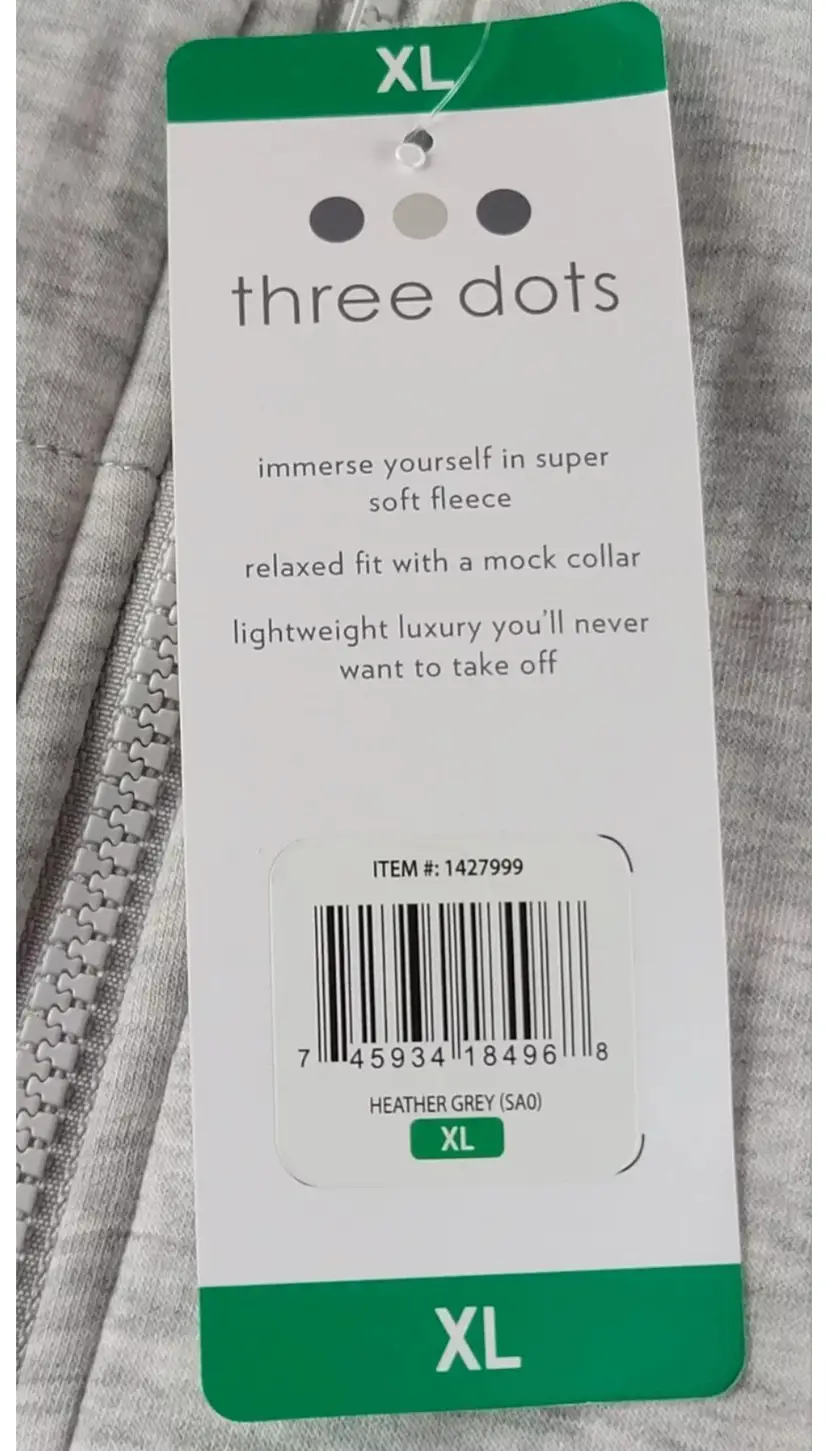 XL
three dots
immerse yourself in super
soft fleece
relaxed fit with a mock collar
lightweight luxury you'll never
want to take off
ITEM #: 1427999
7 45934 18496 8
HEATHER GREY (SA0)
XL
XL